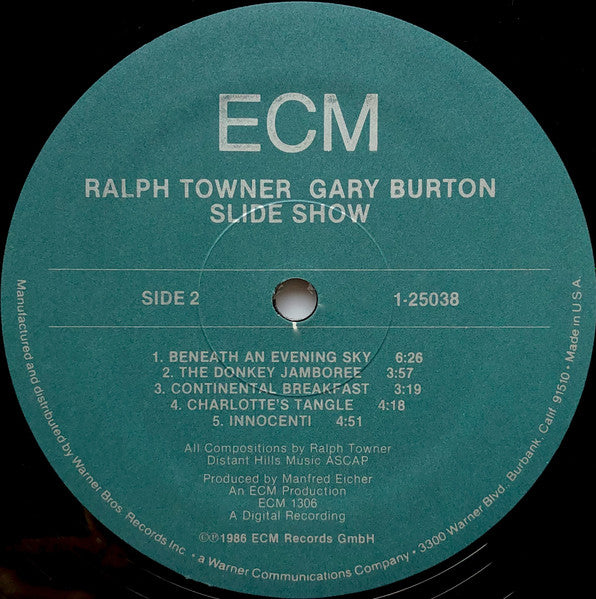 ECM
RALPH TOWNER GARY BURTON
SLIDE SHOW
SIDE 2 1-25038
1. BENEATH AN EVENING SKY 6:26
2. THE DONKEY JAMBOREE 3:57
3. CONTINENTAL BREAKFAST 3:19
4. CHARLOTTE'S TANGLE 4:18
5. INNOCENTI 4:51
All Compositions by Ralph Towner
Distant Hills Music ASCAP
Produced by Manfred Eicher
An ECM Production
ECM 1306
A Digital Recording
©℗1986 ECM Records GmbH
Manufactured and distributed by Warner Bros. Records Inc. • a Warner Communications Company • 3300 Warner Blvd. Burbank, Calif. 91510 • Made in U.S.A.